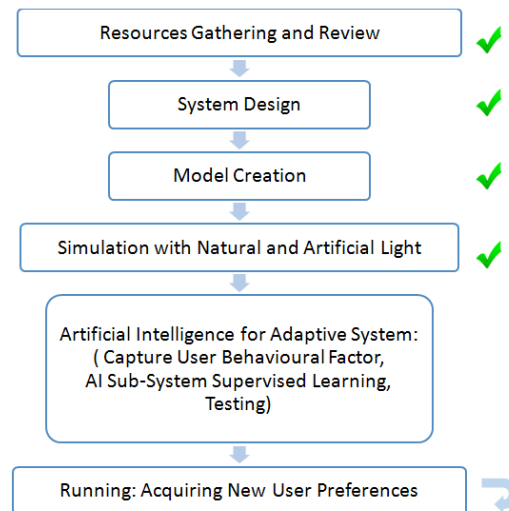 Resources Gathering and Review
System Design
Model Creation
Simulation with Natural and Artificial Light
Artificial Intelligence for Adaptive System:
( Capture User Behavioural Factor,
AI Sub-System Supervised Learning,
Testing)
Running: Acquiring New User Preferences